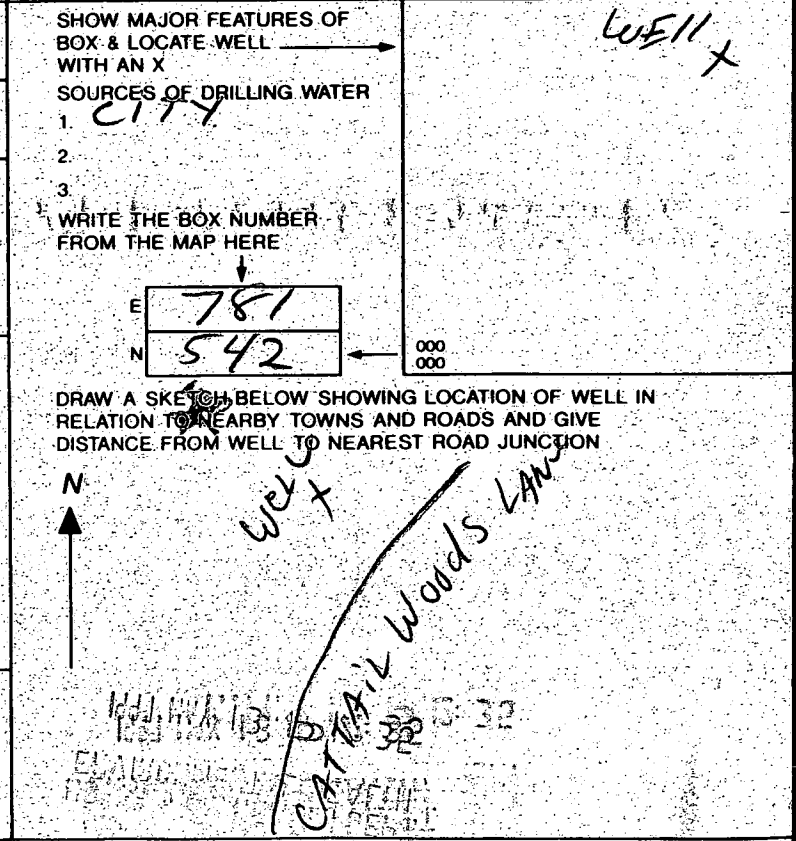 SHOW MAJOR FEATURES OF
BOX & LOCATE WELL
WITH AN X
WEll
X
SOURCES OF DRILLING WATER
1. CITY
2.
3.
WRITE THE BOX NUMBER
FROM THE MAP HERE
E 781
N 542
000
000
DRAW A SKETCH BELOW SHOWING LOCATION OF WELL IN
RELATION TO NEARBY TOWNS AND ROADS AND GIVE
DISTANCE FROM WELL TO NEAREST ROAD JUNCTION
N
WELL
X
CATTAIL WOODS LANE